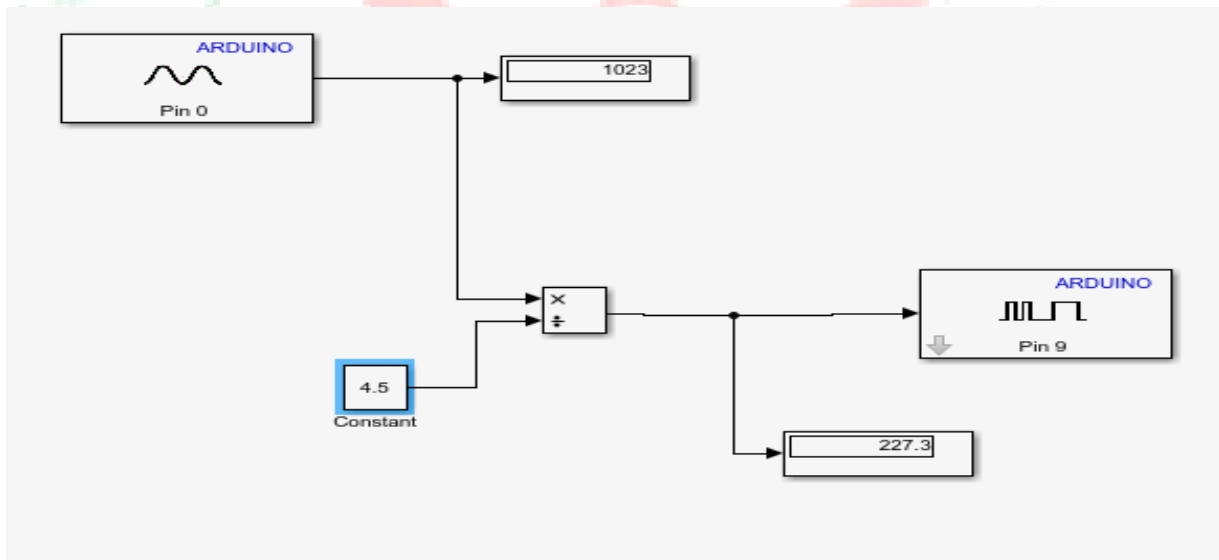 ARDUINO
Pin 0
1023
×
÷
4.5
Constant
ARDUINO
Pin 9
227.3